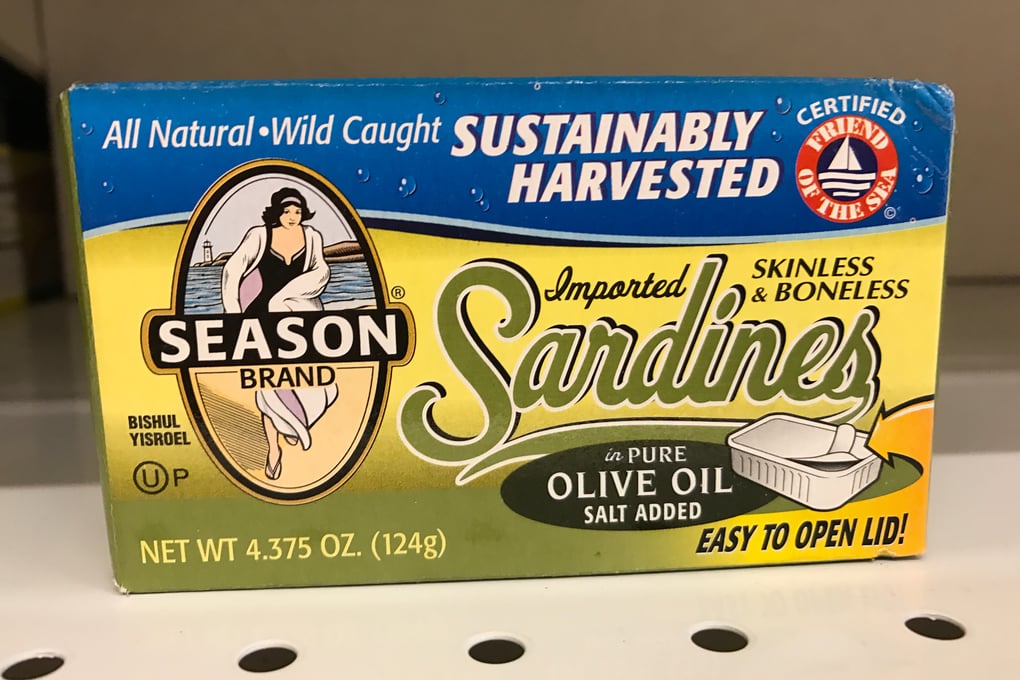 All Natural•Wild Caught
SUSTAINABLY
HARVESTED
CERTIFIED
FRIEND
OF THE SEA
©
SEASON
BRAND
®
Imported
SKINLESS
& BONELESS
Sardines
BISHUL
YISROEL
U P
in PURE
OLIVE OIL
SALT ADDED
NET WT 4.375 OZ. (124g)
EASY TO OPEN LID!